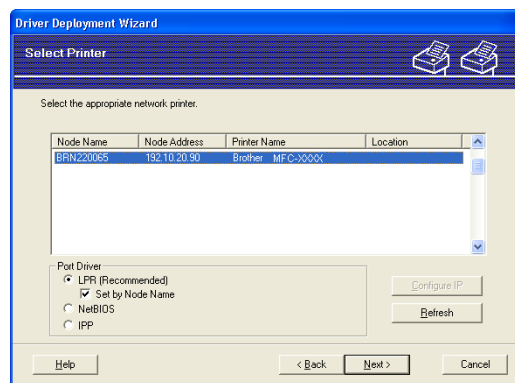 Driver Deployment Wizard
Select Printer
Select the appropriate network printer.
Node Name Node Address Printer Name Location
BRN220065 192.10.20.90 Brother MFC-XXXX
Port Driver
LPR (Recommended)
Set by Node Name
NetBIOS
IPP
Configure IP
Refresh
Help < Back Next > Cancel